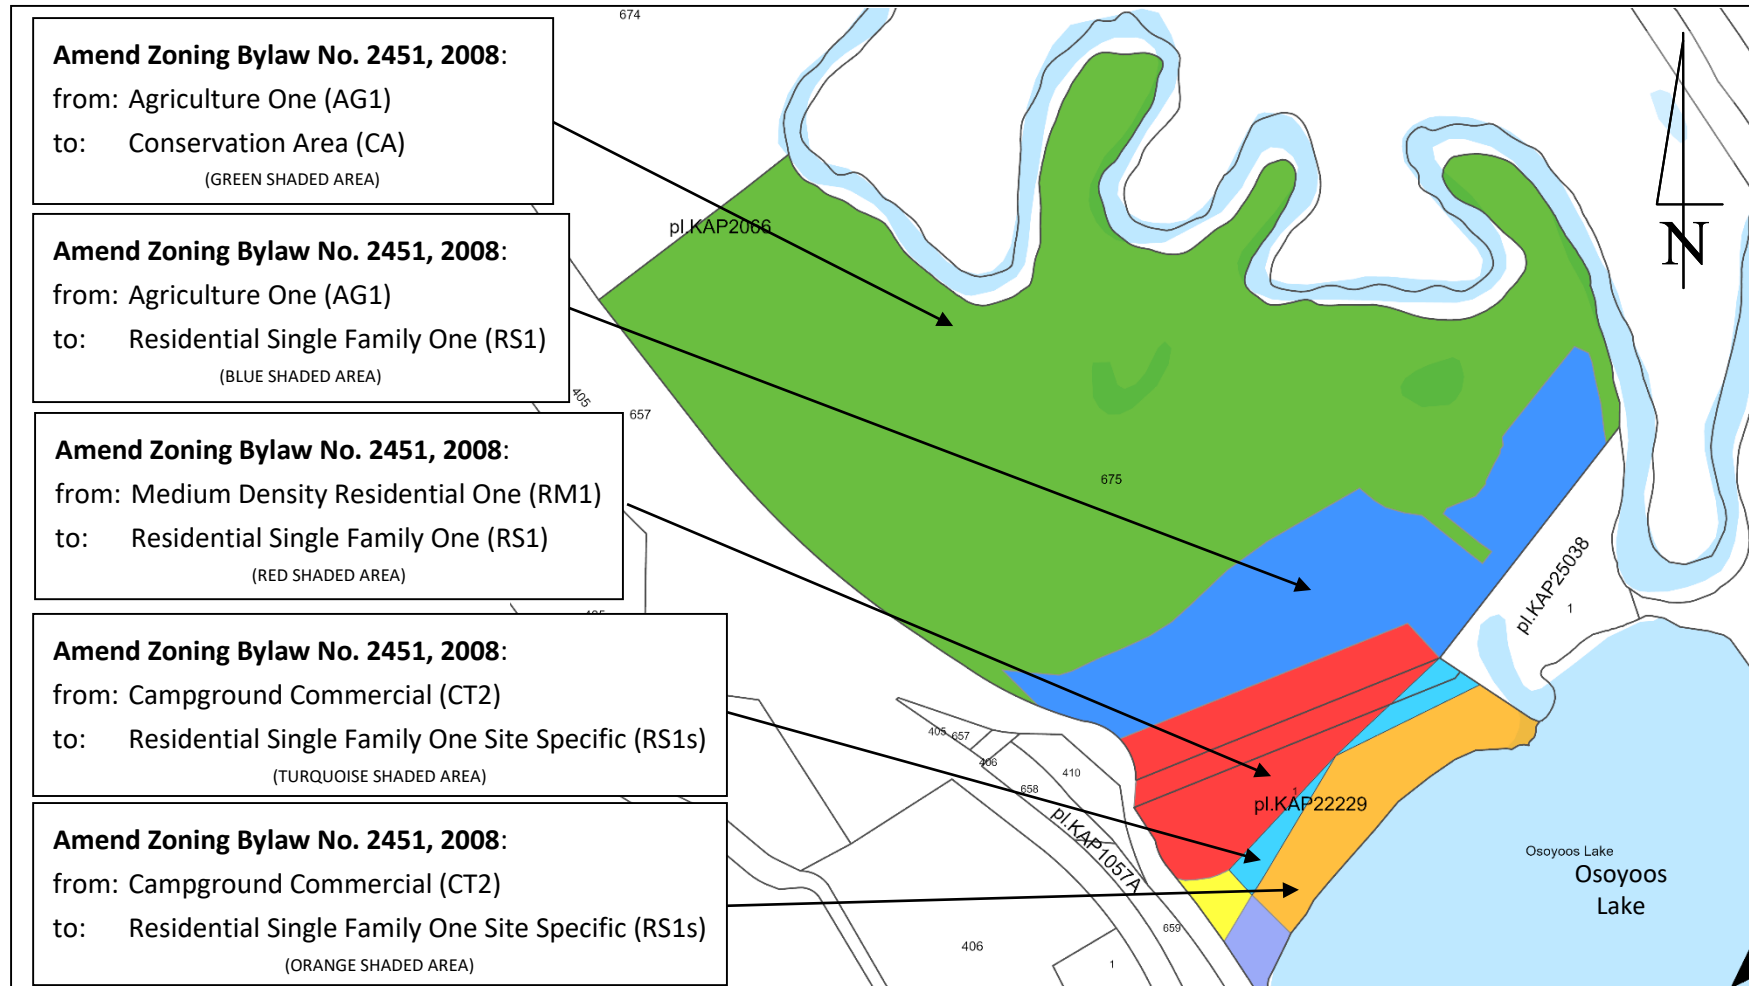 Amend Zoning Bylaw No. 2451, 2008:
from: Agriculture One (AG1)
to: Conservation Area (CA)
(GREEN SHADED AREA)
Amend Zoning Bylaw No. 2451, 2008:
from: Agriculture One (AG1)
to: Residential Single Family One (RS1)
(BLUE SHADED AREA)
Amend Zoning Bylaw No. 2451, 2008:
from: Medium Density Residential One (RM1)
to: Residential Single Family One (RS1)
(RED SHADED AREA)
Amend Zoning Bylaw No. 2451, 2008:
from: Campground Commercial (CT2)
to: Residential Single Family One Site Specific (RS1s)
(TURQUOISE SHADED AREA)
Amend Zoning Bylaw No. 2451, 2008:
from: Campground Commercial (CT2)
to: Residential Single Family One Site Specific (RS1s)
(ORANGE SHADED AREA)
674
pl.KAP2066
N
405
657
675
pl.KAP25038
1
405
657
406
410
658
pl.KAP1057A
1
pl.KAP22229
Osoyoos Lake
Osoyoos
Lake
659
406
1